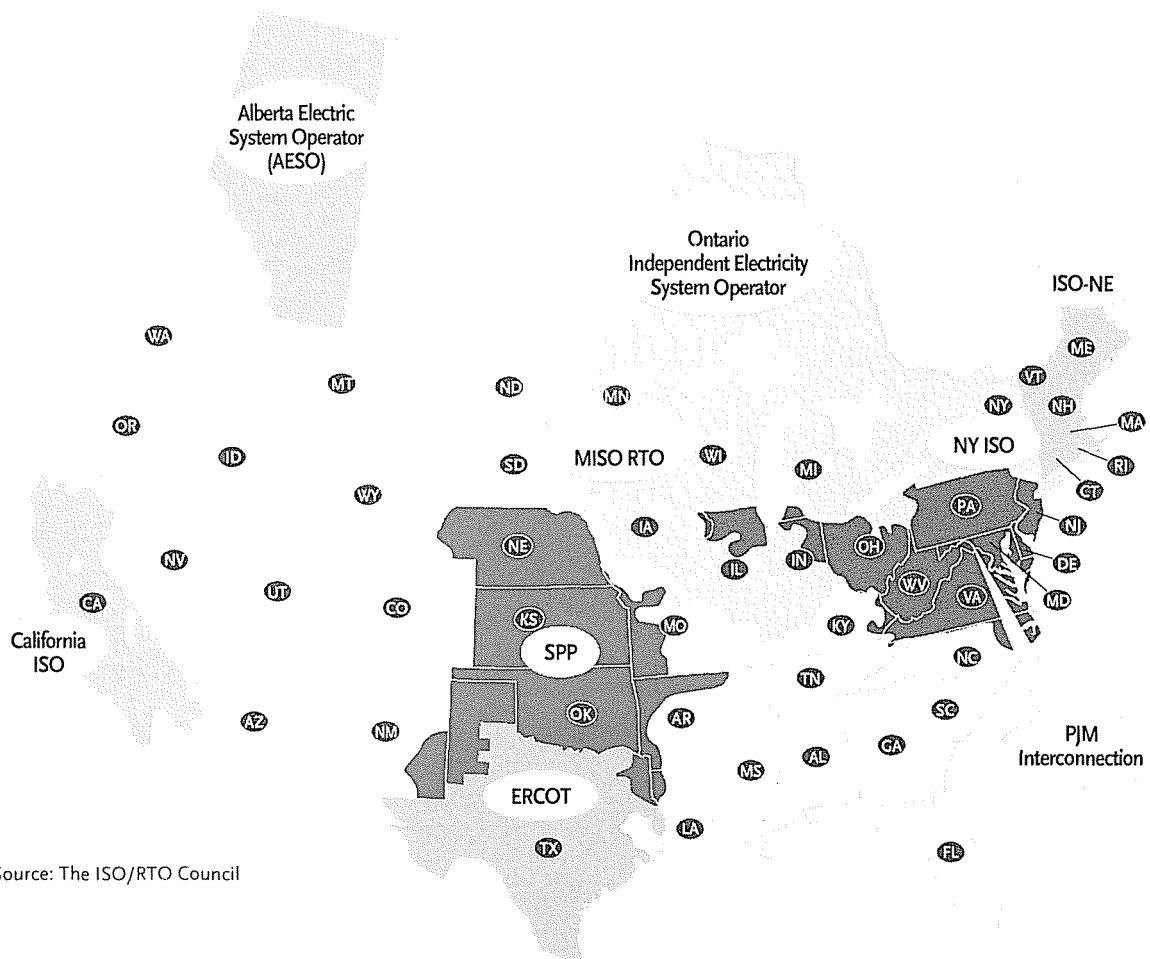 Alberta Electric
System Operator
(AESO)
Ontario
Independent Electricity
System Operator
ISO-NE
WA
ME
VT
MT
ND
MN
NY
NH
MA
OR
ID
SD
MISO RTO
WI
MI
NY ISO
RI
CT
WY
PA
NJ
IA
NE
OH
IN
IL
NV
DE
WV
VA
MD
UT
CA
CO
KS
MO
KY
California
ISO
SPP
NC
TN
SC
OK
AR
AZ
NM
GA
AL
MS
PJM
Interconnection
ERCOT
LA
TX
FL
Source: The ISO/RTO Council